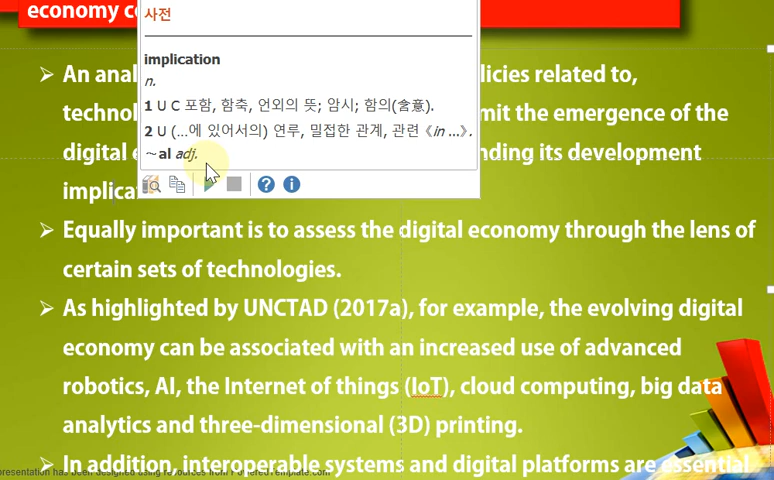 economy c
사전
implication
n.
1 U C 포함, 함축, 언외의 뜻; 암시; 함의(含意).
2 U (…에 있어서의) 연루, 밀접한 관계, 관련 《in …》.
~al adj.
➢ An anal licies related to,
technol mit the emergence of the
digital e nding its development
implica
➢ Equally important is to assess the digital economy through the lens of
certain sets of technologies.
➢ As highlighted by UNCTAD (2017a), for example, the evolving digital
economy can be associated with an increased use of advanced
robotics, AI, the Internet of things (IoT), cloud computing, big data
analytics and three-dimensional (3D) printing.
➢ In addition, interoperable systems and digital platforms are essential
presentation has been designed using resources from PoweredTemplate.com